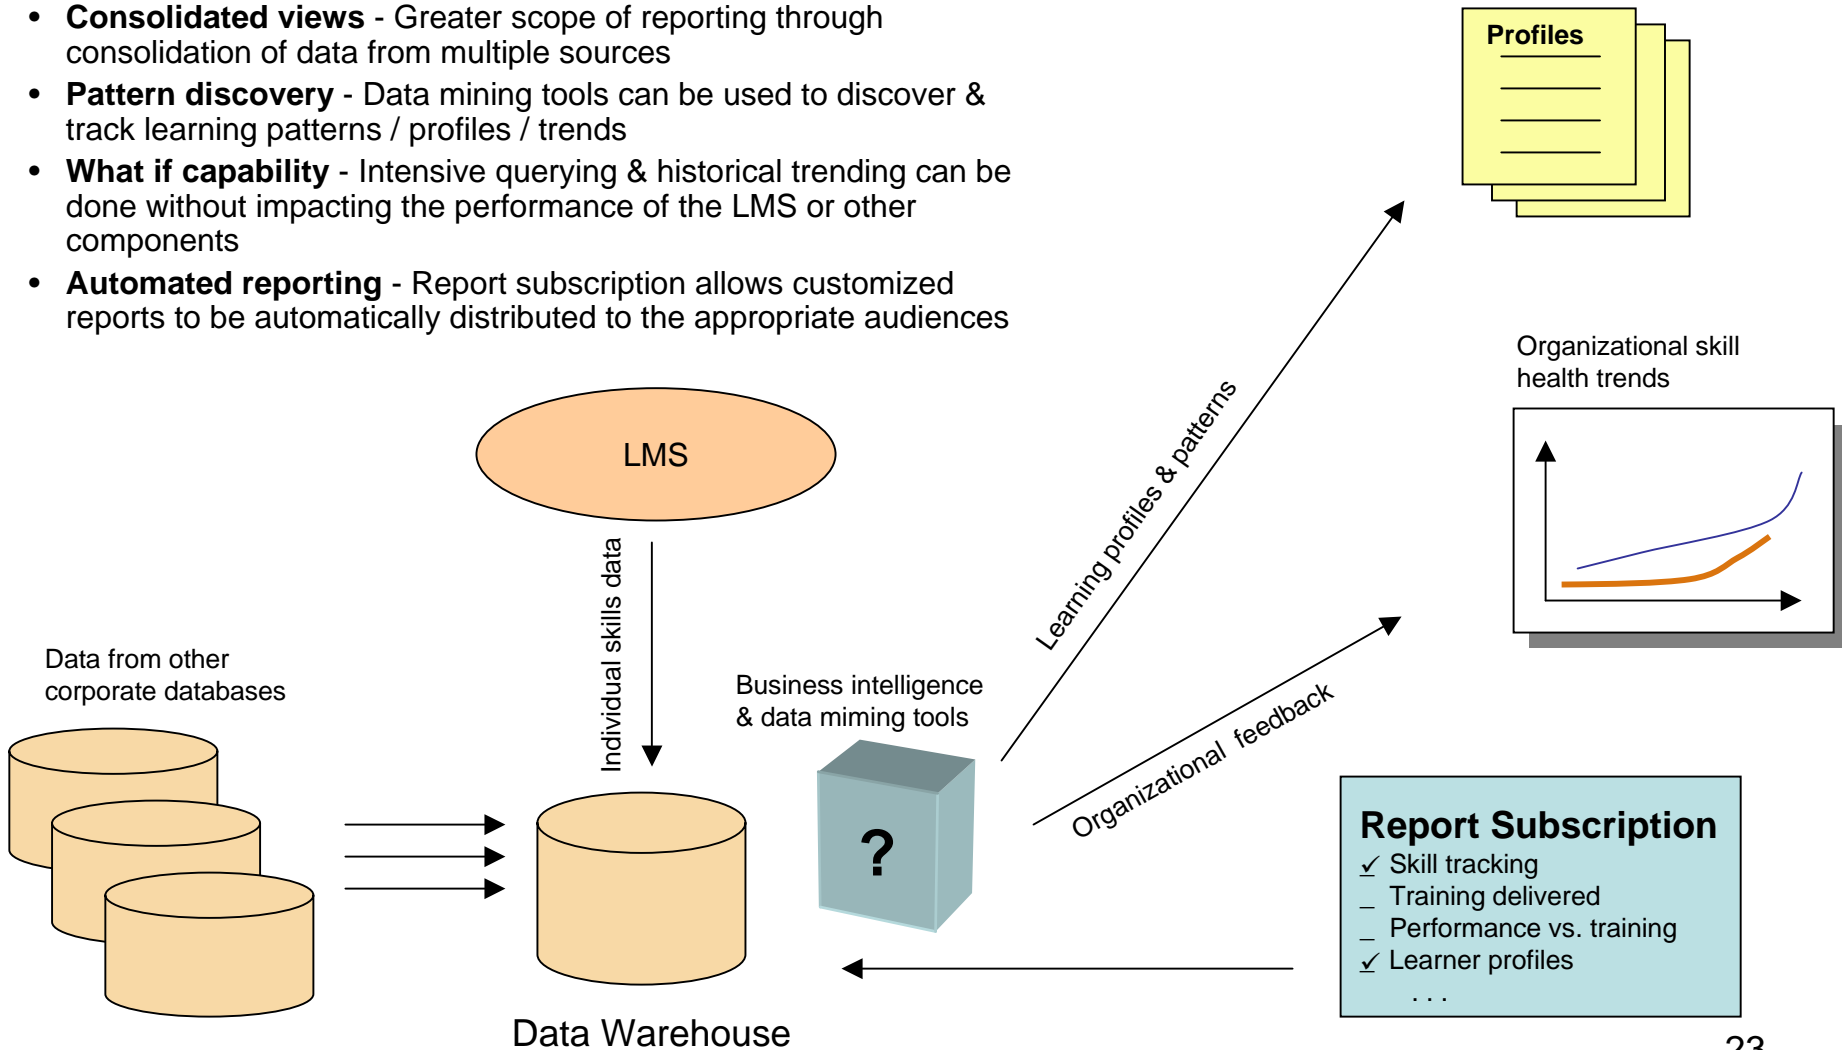 • Consolidated views - Greater scope of reporting through
consolidation of data from multiple sources
• Pattern discovery - Data mining tools can be used to discover &
track learning patterns / profiles / trends
• What if capability - Intensive querying & historical trending can be
done without impacting the performance of the LMS or other
components
• Automated reporting - Report subscription allows customized
reports to be automatically distributed to the appropriate audiences
Profiles
Organizational skill
health trends
LMS
Learning profiles & patterns
Individual skills data
Data from other
corporate databases
Business intelligence
& data miming tools
Organizational feedback
?
Report Subscription
✓ Skill tracking
_ Training delivered
_ Performance vs. training
✓ Learner profiles
. . .
Data Warehouse
23